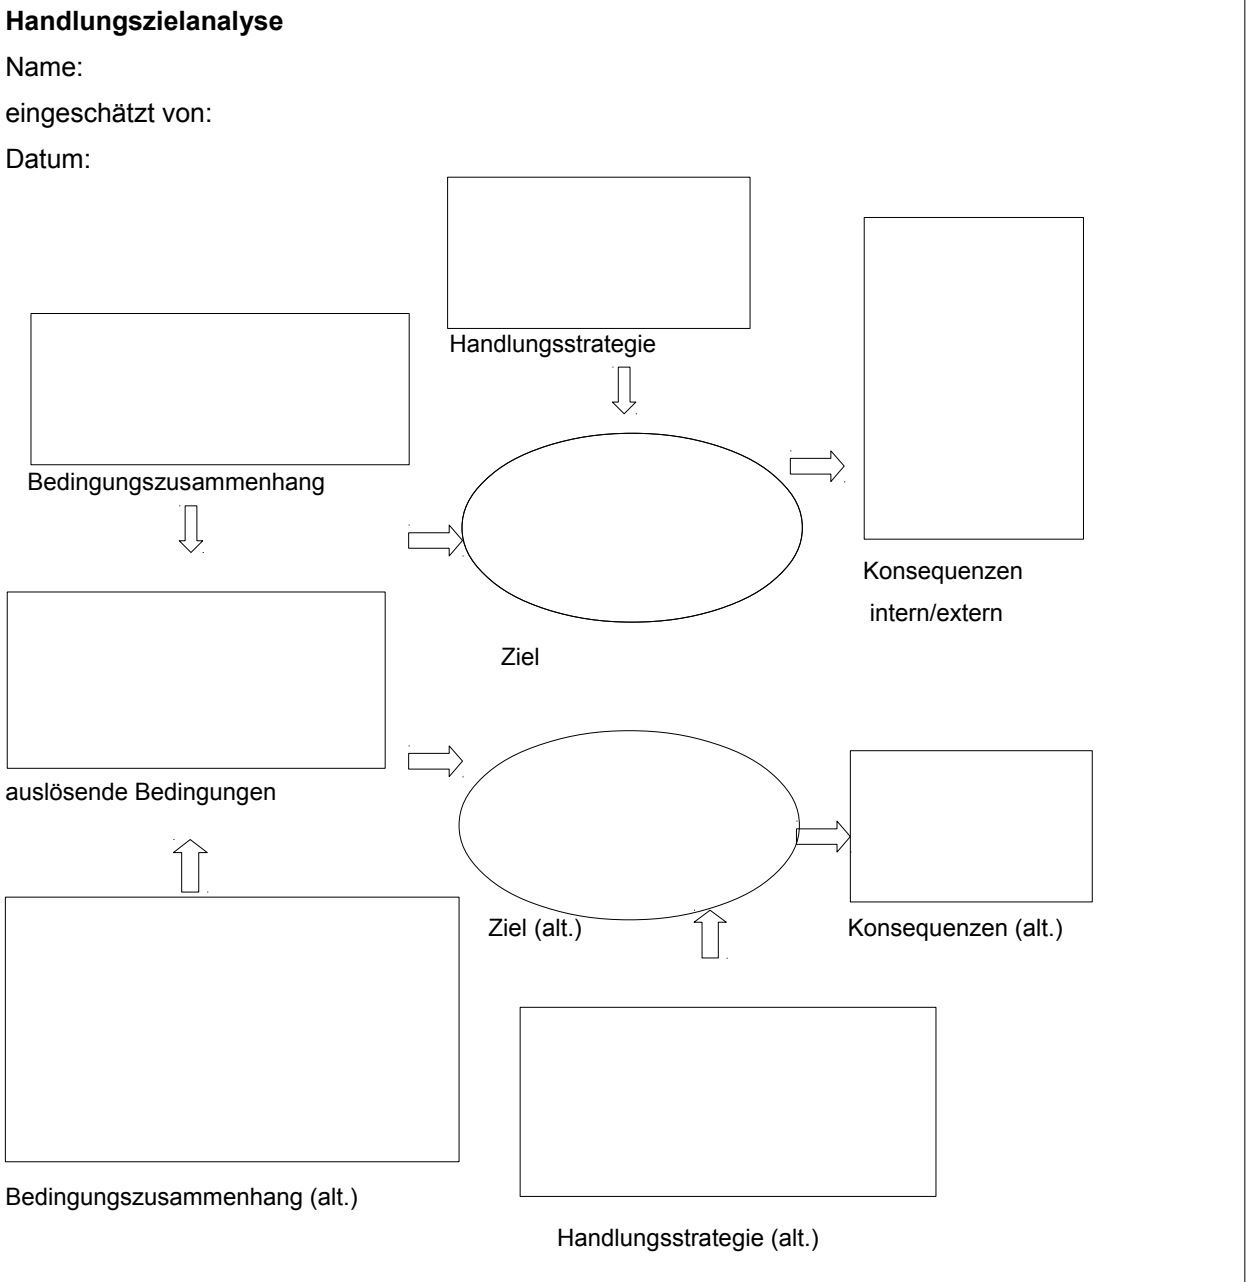 Handlungszielanalyse
Name:
eingeschätzt von:
Datum:
Handlungsstrategie
Bedingungszusammenhang
Konsequenzen
intern/extern
Ziel
auslösende Bedingungen
Ziel (alt.)
Konsequenzen (alt.)
Bedingungszusammenhang (alt.)
Handlungsstrategie (alt.)